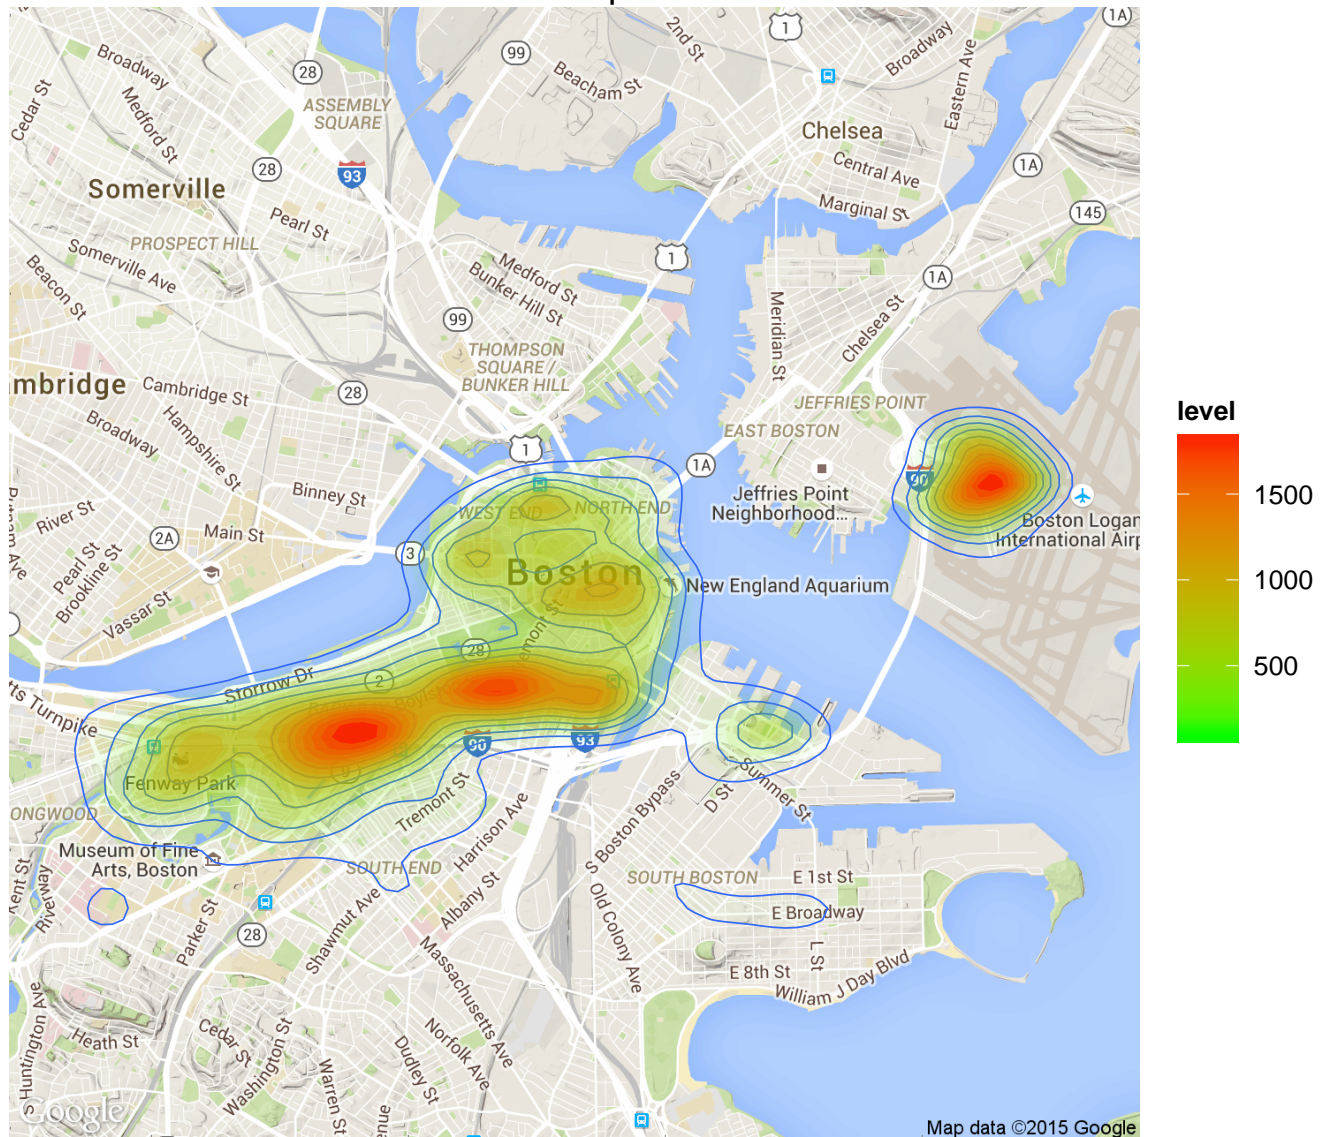 1
1A
99
2nd St
Broadway
Eastern Ave
Broadway
28
Beacham St
Cedar St
Medford St
ASSEMBLY
SQUARE
Chelsea
28
93
Central Ave
1A
Somerville
Marginal St
145
Pearl St
PROSPECT HILL
Somerville Ave
1
Beacon St
Medford St
Bunker Hill St
1A
99
Meridian St
Chelsea St
THOMPSON
SQUARE /
BUNKER HILL
mbridge
Cambridge St
28
JEFFRIES POINT
level
Broadway
Hampshire St
EAST BOSTON
1
1A
90
Binney St
Jeffries Point
Neighborhood...
1500
WEST END
NORTH END
River St
Boston Logan
International Airp
2A
Main St
3
Pearl St
Brookline St
Boston
1000
Vassar St
New England Aquarium
28
500
Storrow Dr
2
tts Turnpike
90
93
Fenway Park
9
Tremont St
Summer St
D St
S Boston Bypass
ONGWOOD
Harrison Ave
Museum of Fine
Arts, Boston
SOUTH END
SOUTH BOSTON
E 1st St
Riverway
Albany St
Old Colony Ave
E Broadway
Parker St
28
Shawmut Ave
Massachusetts Ave
L St
E 8th St
William J Day Blvd
S Huntington Ave
Heath St
Cedar St
Washington St
Warren St
Dudley St
Norfolk Ave
Google
Map data ©2015 Google